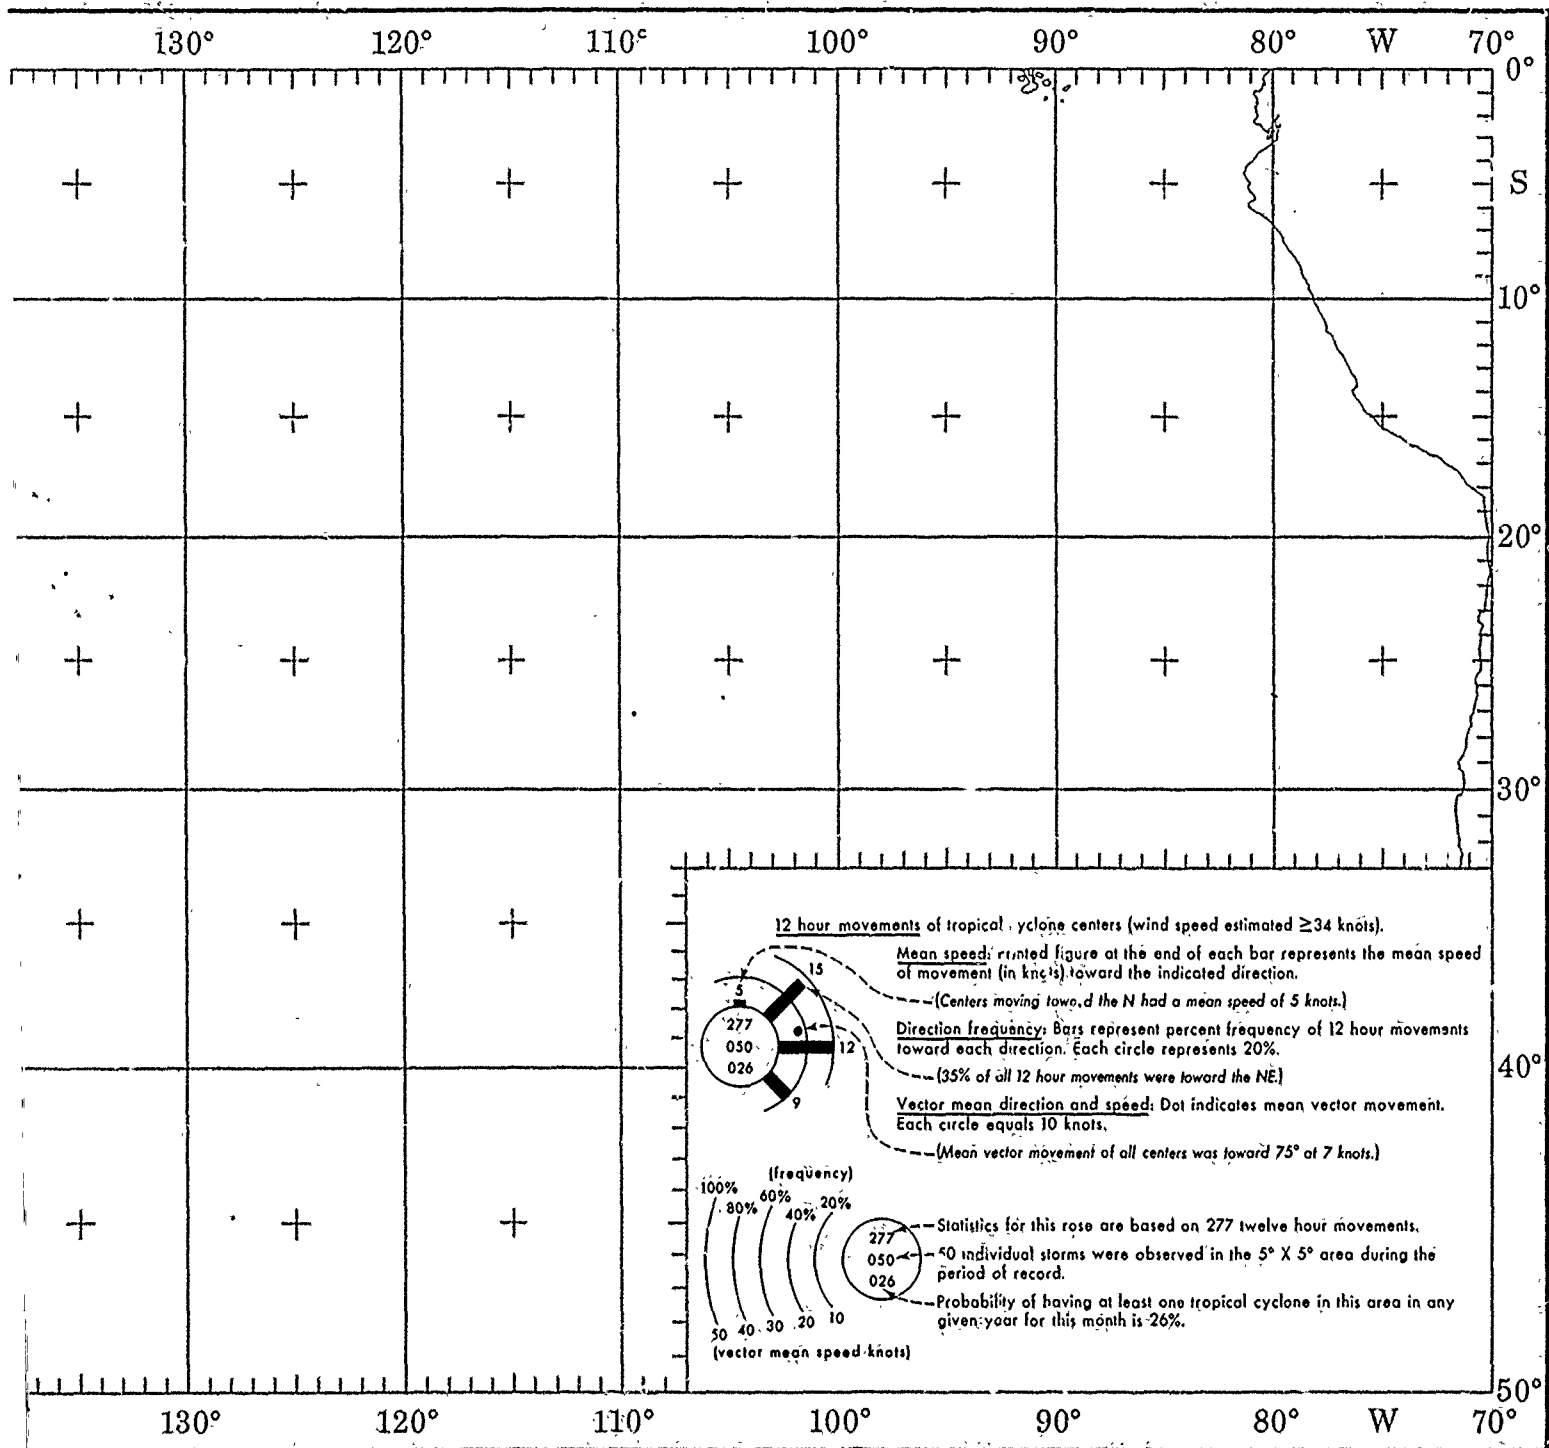 130° 120° 110° 100° 90° 80° W 70°
0°
S
10°
20°
30°
12 hour movements of tropical yclone centers (wind speed estimated ≥34 knots).
Mean speed: rinted figure at the end of each bar represents the mean speed
of movement (in knots) toward the indicated direction.
15
5
(Centers moving toward the N had a mean speed of 5 knots.)
277
Direction frequency: Bars represent percent frequency of 12 hour movements
toward each direction. Each circle represents 20%.
050
12
026
40°
(35% of all 12 hour movements were toward the NE.)
9
Vector mean direction and speed: Dot indicates mean vector movement.
Each circle equals 10 knots.
(Mean vector movement of all centers was toward 75° at 7 knots.)
(frequency)
100% 80% 60% 40% 20%
277
Statistics for this rose are based on 277 twelve hour movements.
050
50 individual storms were observed in the 5° X 5° area during the
period of record.
026
Probability of having at least one tropical cyclone in this area in any
given year for this month is 26%.
50 40 30 20 10
(vector mean speed-knots)
50°
130° 120° 110° 100° 90° 80° W 70°